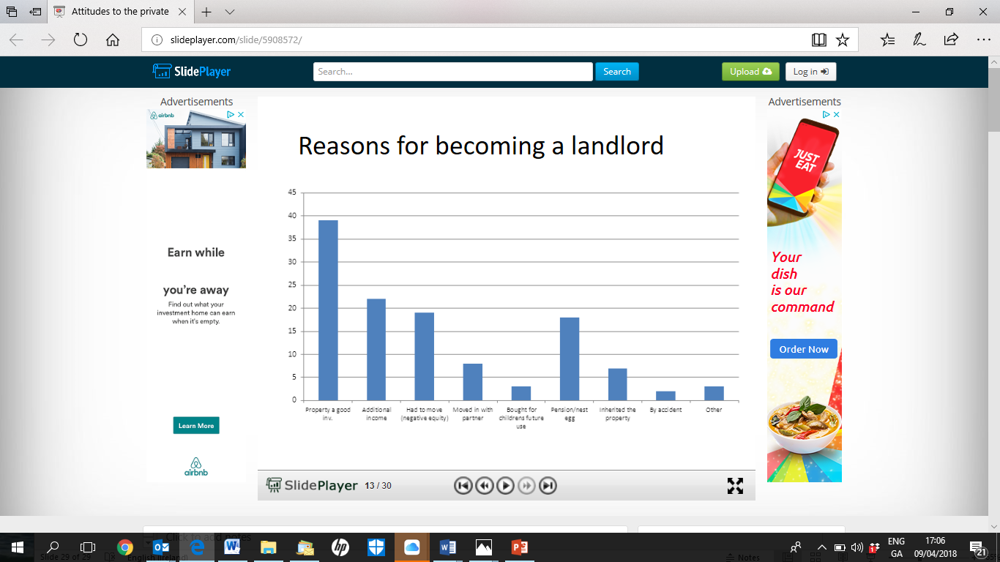 Attitudes to the private
slideplayer.com/slide/5908572/
SlidePlayer
Search...
Search
Upload
Log in
Advertisements
airbnb
Earn while
you're away
Find out what your
investment home can earn
when it's empty.
Learn More
airbnb
Reasons for becoming a landlord
45
40
35
30
25
20
15
10
5
0
Property a good
inv.
Additional
income
Had to move
(negative equity)
Moved in with
partner
Bought for
childrens future
use
Pension/nest
egg
Inherited the
property
By accident
Other
SlidePlayer 13 / 30
Advertisements
JUST
EAT
Your
dish
is our
command
Order Now
Click to add notes
Slide 29 of 29 English (Ireland) Notes
ENG
GA
17:06
09/04/2018
21